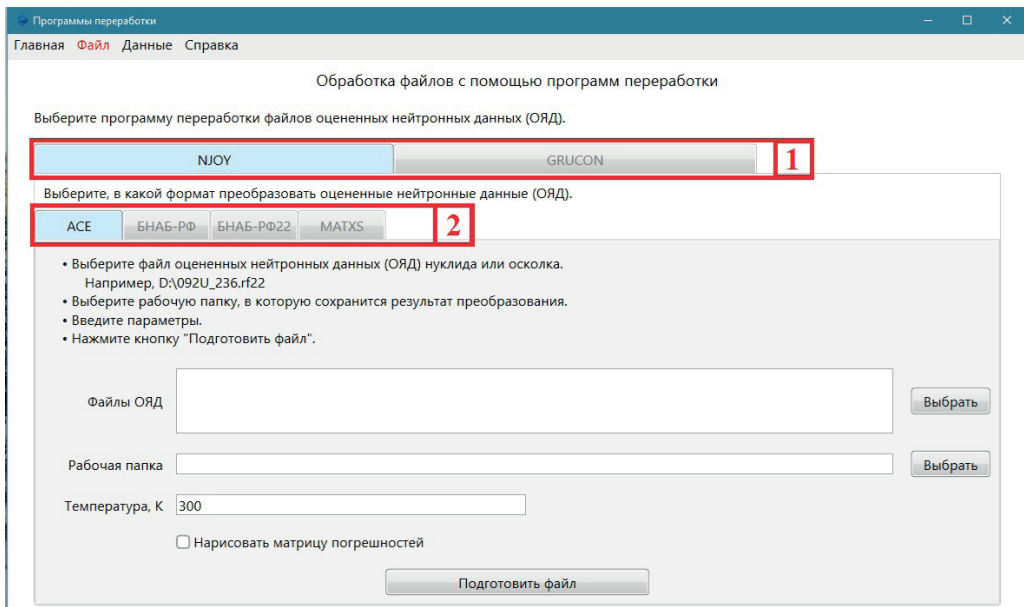 Программы переработки
Главная Файл Данные Справка
Обработка файлов с помощью программ переработки
Выберите программу переработки файлов оцененных нейтронных данных (ОЯД).
NJOY GRUCON 1
Выберите, в какой формат преобразовать оцененные нейтронные данные (ОЯД).
ACE БНАБ-РФ БНАБ-РФ22 MATXS 2
• Выберите файл оцененных нейтронных данных (ОЯД) нуклида или осколка.
Например, D:\092U_236.rf22
• Выберите рабочую папку, в которую сохранится результат преобразования.
• Введите параметры.
• Нажмите кнопку "Подготовить файл".
Файлы ОЯД Выбрать
Рабочая папка Выбрать
Температура, К 300
Нарисовать матрицу погрешностей
Подготовить файл